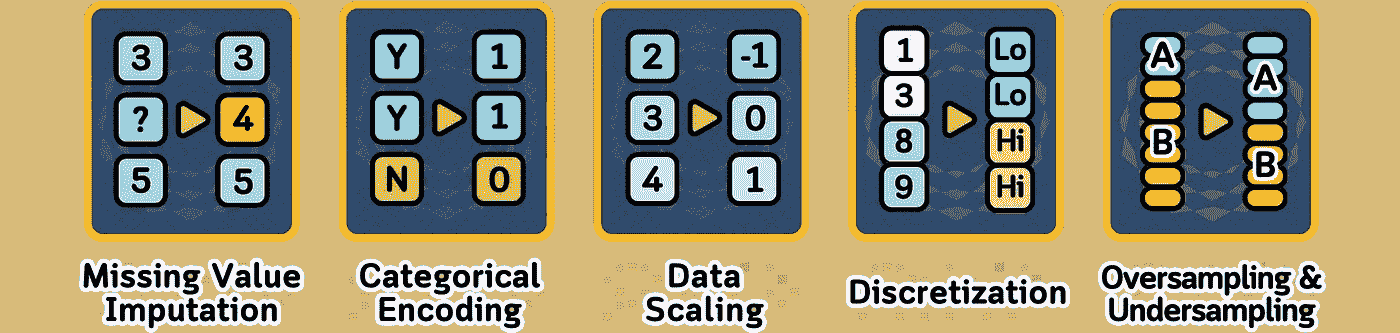 3 3
? 4
5 5
Missing Value
Imputation
Y 1
Y 1
N 0
Categorical
Encoding
2 -1
3 0
4 1
Data
Scaling
1 Lo
3 Lo
8 Hi
9 Hi
Discretization
A A
B B
Oversampling &
Undersampling